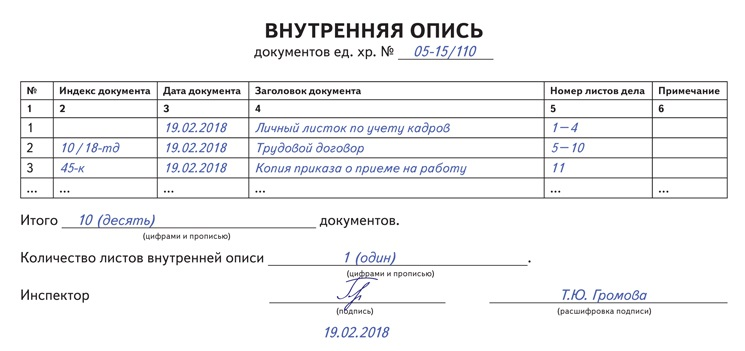 ВНУТРЕННЯЯ ОПИСЬ
документов ед. хр. № 05-15/110
№ Индекс документа Дата документа Заголовок документа Номер листов дела Примечание
1 2 3 4 5 6
1 19.02.2018 Личный листок по учету кадров 1–4
2 10/18-тд 19.02.2018 Трудовой договор 5–10
3 45-к 19.02.2018 Копия приказа о приеме на работу 11
... ... ... ... ... ...
Итого 10 (десять) документов.
(цифрами и прописью)
Количество листов внутренней описи 1 (один).
(цифрами и прописью)
Инспектор Т.Ю. Громова
(подпись) (расшифровка подписи)
19.02.2018